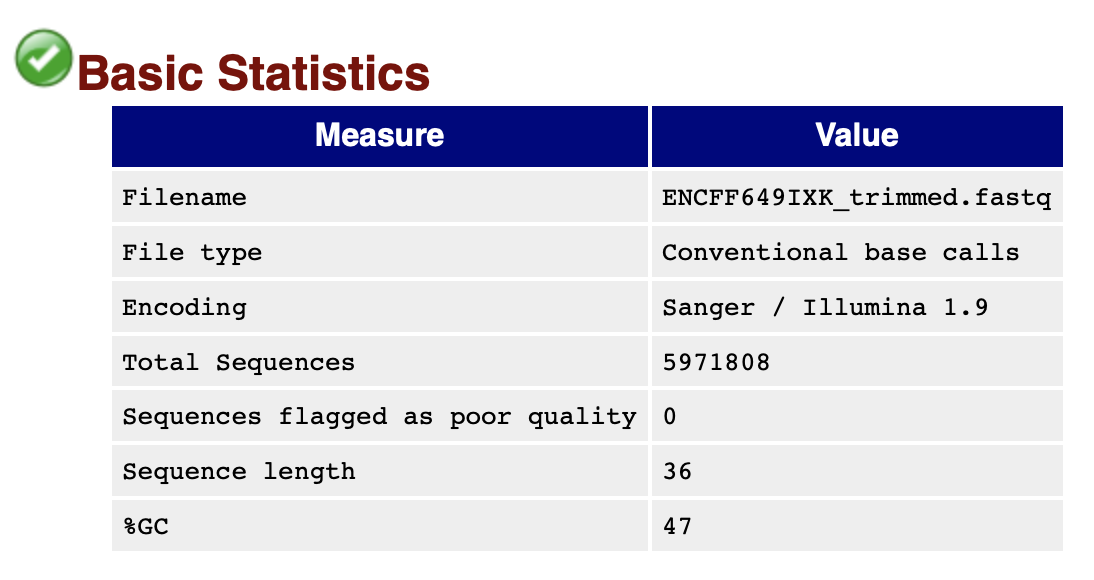 Basic Statistics
Measure Value
Filename ENCFF649IXK_trimmed.fastq
File type Conventional base calls
Encoding Sanger / Illumina 1.9
Total Sequences 5971808
Sequences flagged as poor quality 0
Sequence length 36
%GC 47